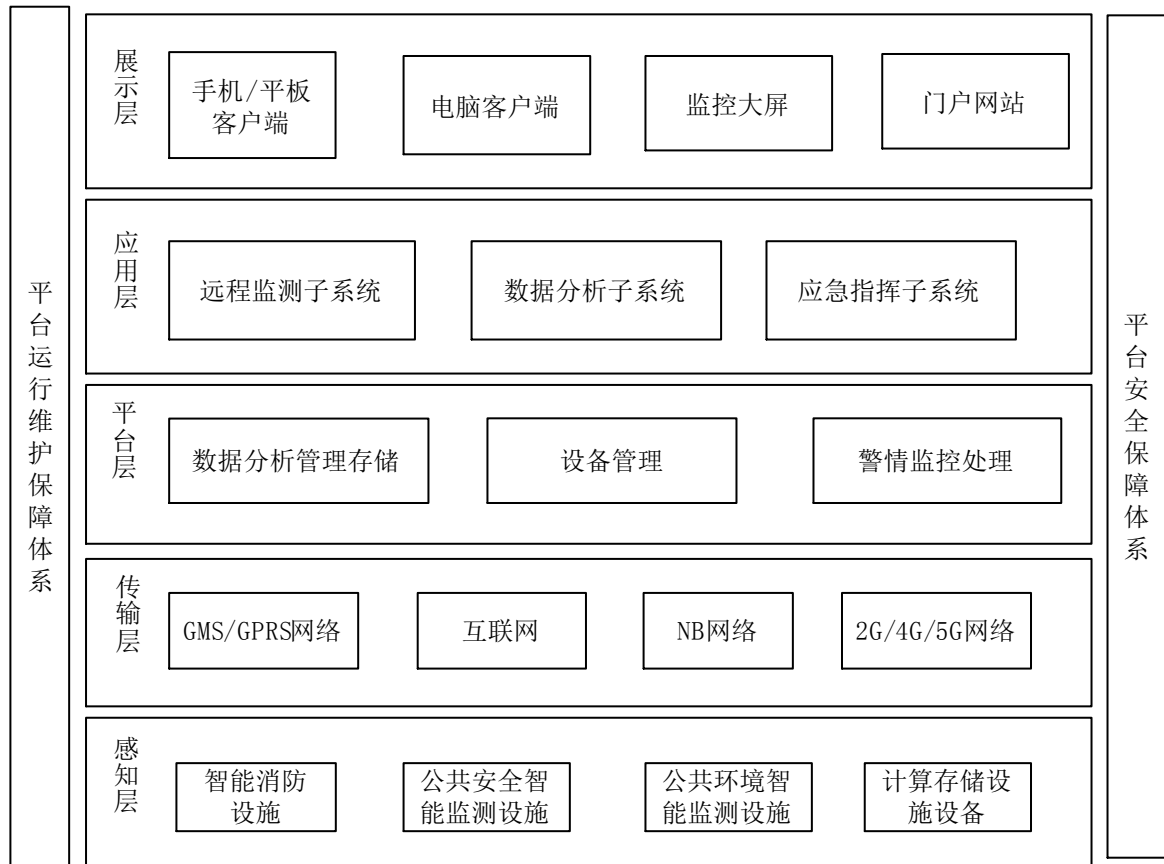 平台运行维护保障体系
展示层
手机/平板
客户端
电脑客户端
监控大屏
门户网站
应用层
远程监测子系统
数据分析子系统
应急指挥子系统
平台层
数据分析管理存储
设备管理
警情监控处理
传输层
GMS/GPRS网络
互联网
NB网络
2G/4G/5G网络
感知层
智能消防
设施
公共安全智
能监测设施
公共环境智
能监测设施
计算存储设
施设备
平台安全保障体系